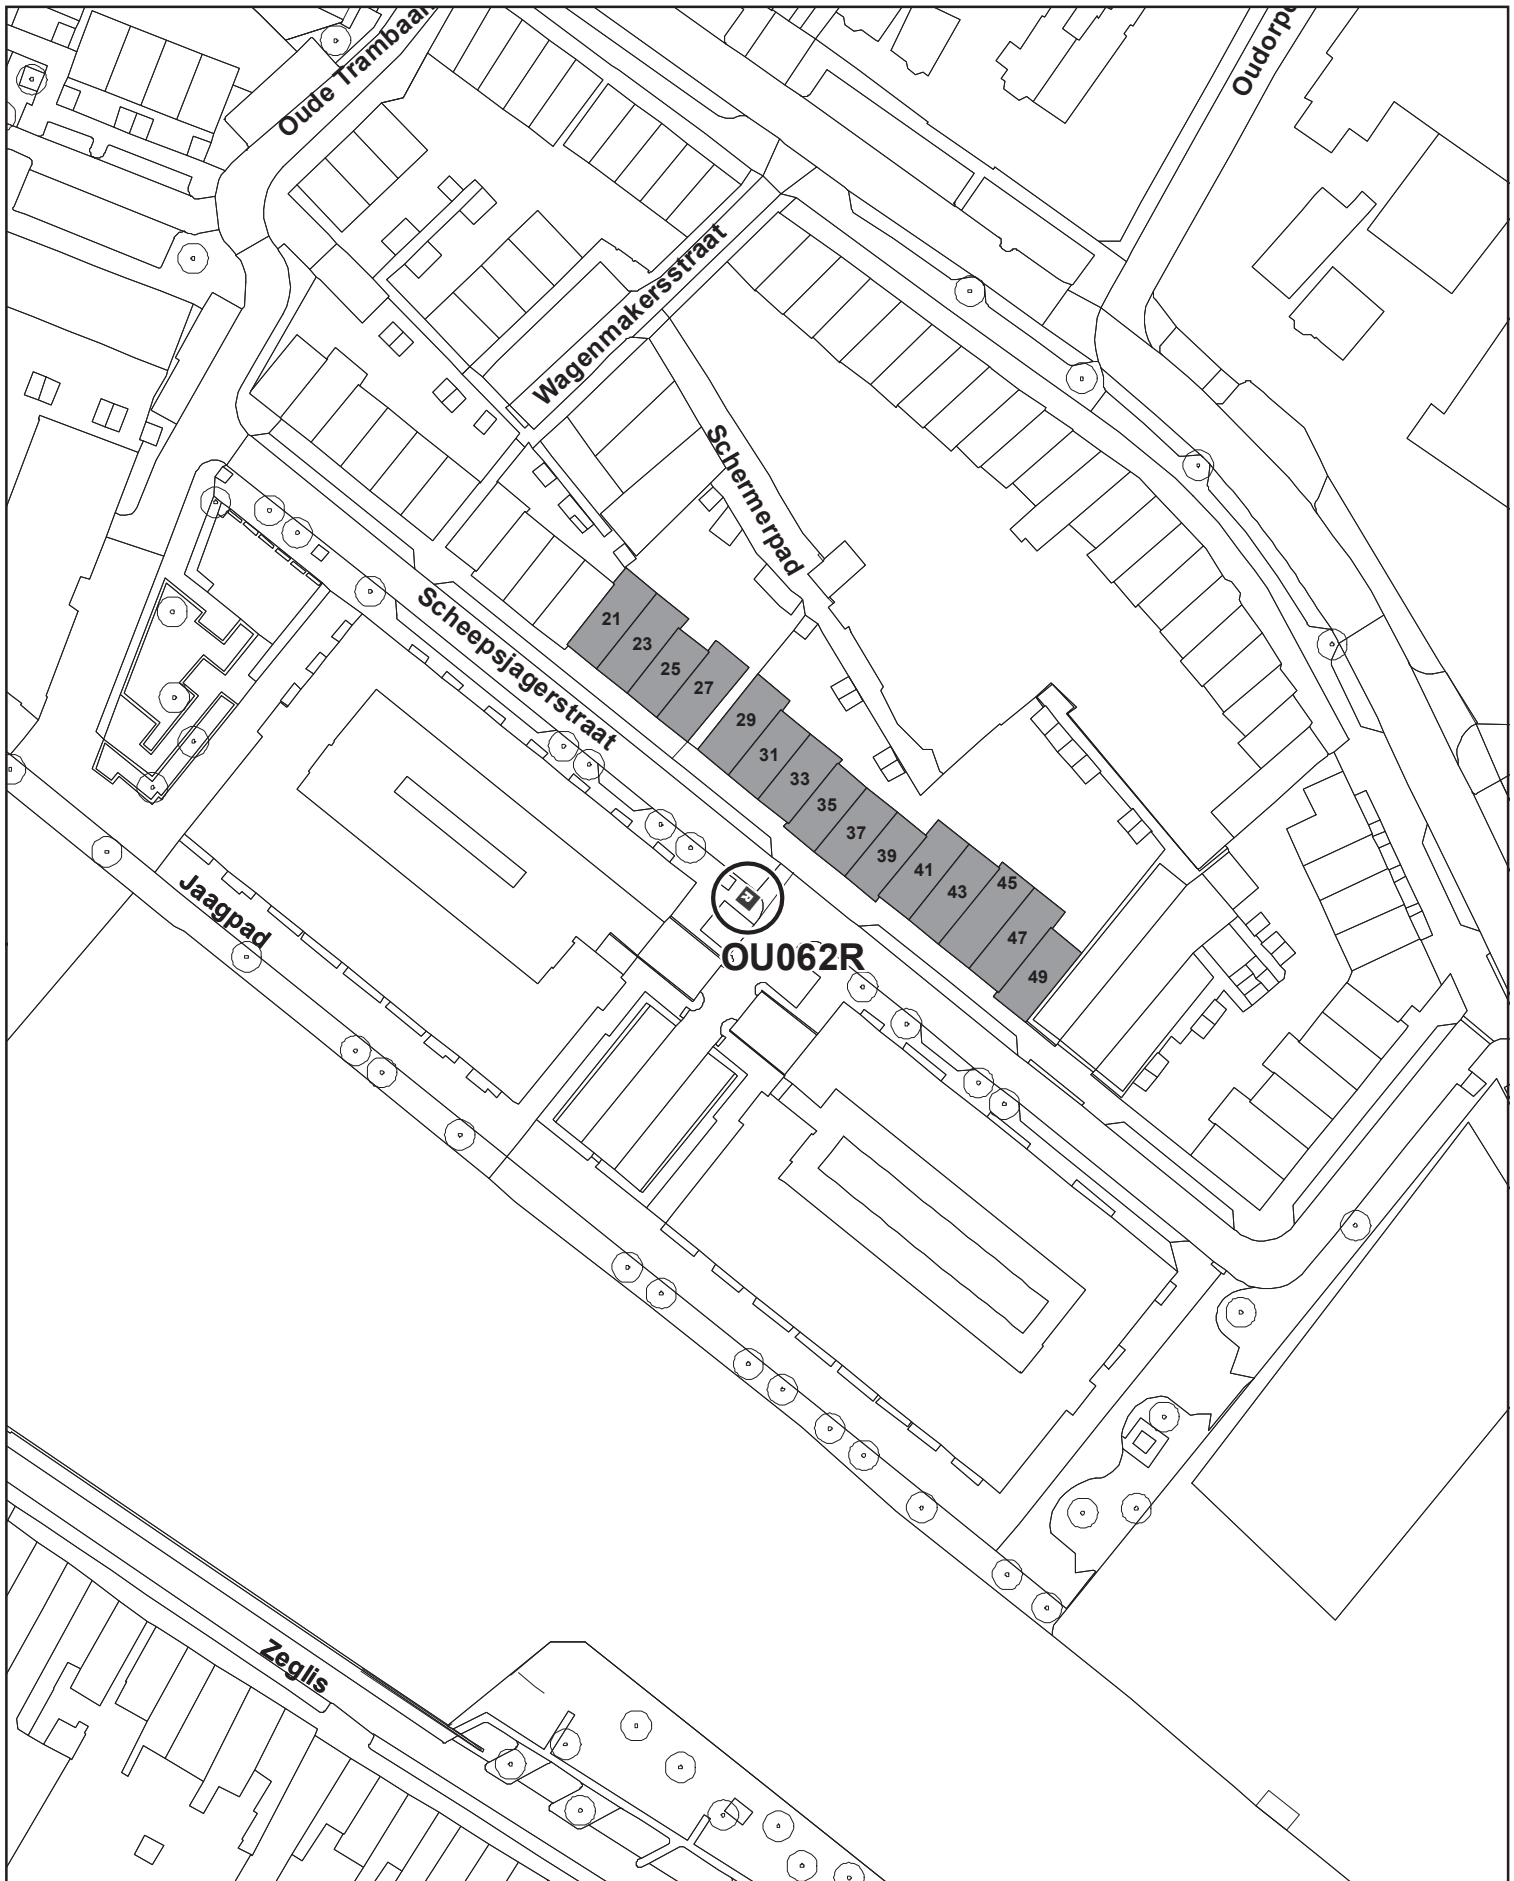 Oude Trambaan
Oudorpe
Wagenmakersstraat
Schermerpad
Scheepsjagerstraat
21
23
25
27
29
31
33
35
37
39
41
43
45
47
49
R
OU062R
Jaagpad
Zeglis